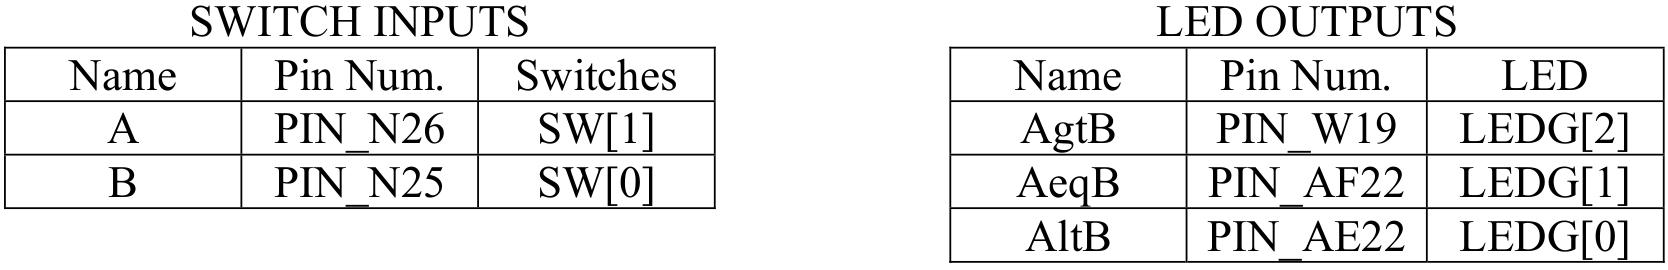 SWITCH INPUTS
Name Pin Num. Switches
A PIN_N26 SW[1]
B PIN_N25 SW[0]
LED OUTPUTS
Name Pin Num. LED
AgtB PIN_W19 LEDG[2]
AeqB PIN_AF22 LEDG[1]
AltB PIN_AE22 LEDG[0]